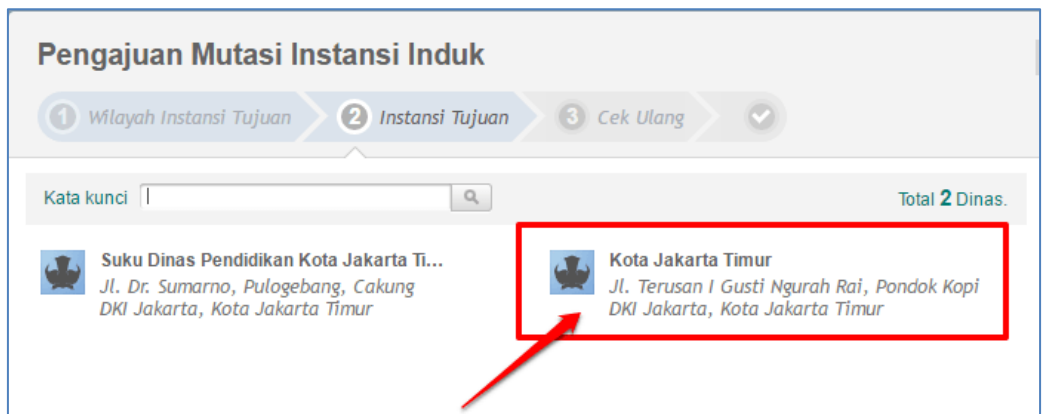 Pengajuan Mutasi Instansi Induk
1 Wilayah Instansi Tujuan 2 Instansi Tujuan 3 Cek Ulang
Kata kunci Total 2 Dinas.
Suku Dinas Pendidikan Kota Jakarta Ti...
Jl. Dr. Sumarno, Pulogebang, Cakung
DKI Jakarta, Kota Jakarta Timur
Kota Jakarta Timur
Jl. Terusan I Gusti Ngurah Rai, Pondok Kopi
DKI Jakarta, Kota Jakarta Timur